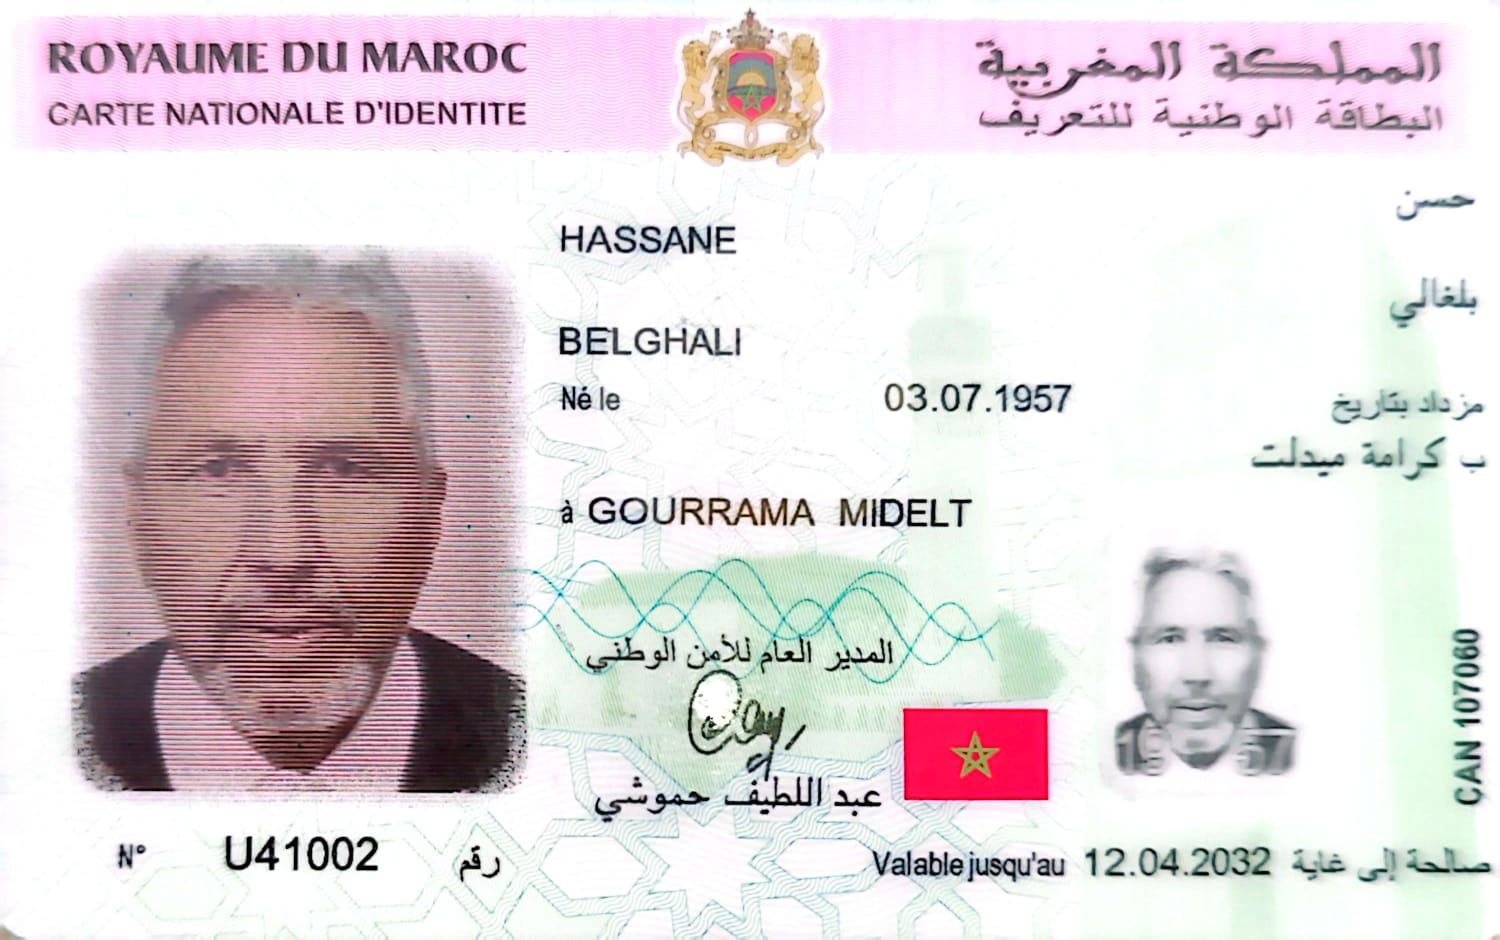 ROYAUME DU MAROC
المملكة المغربية
CARTE NATIONALE D'IDENTITE
البطاقة الوطنية للتعريف
حسن
HASSANE
بلغالي
BELGHALI
Né le 03.07.1957 مزداد بتاريخ
ب كرامة ميدلت
à GOURRAMA MIDELT
المدير العام للأمن الوطني
عبد اللطيف حموشي
1957
CAN 107060
N° U41002 رقم
Valable jusqu'au 12.04.2032 صالحة إلى غاية